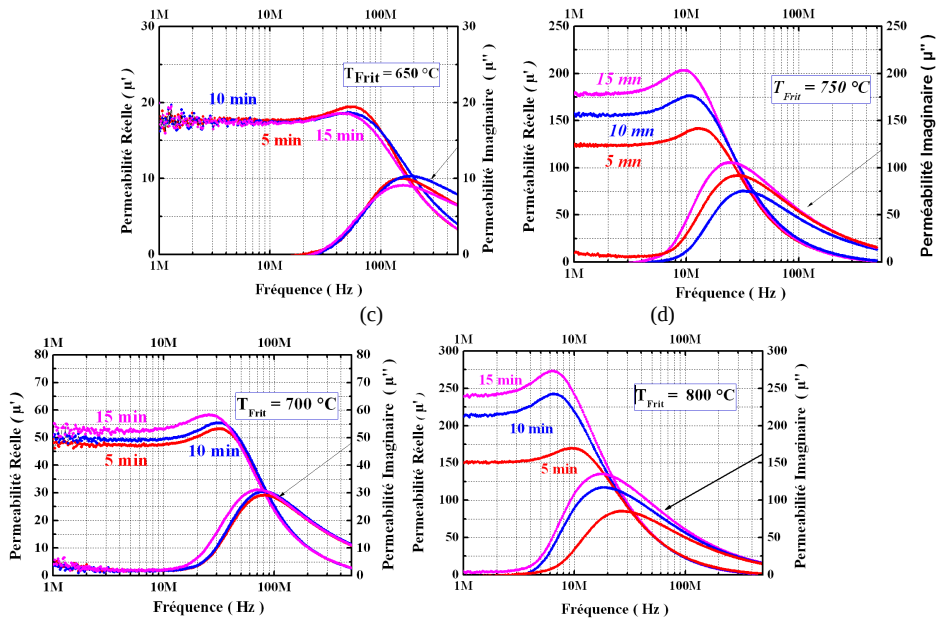 1M 10M 100M
30 30
20 20
10 10
0 0
1M 10M 100M
Permeabilité Réelle ( µ' )
Permeabilité Imaginaire ( µ'' )
T_Frit = 650 °C
10 min
5 min
15 min
Fréquence ( Hz )
(c)
1M 10M 100M
250 250
200 200
150 150
100 100
50 50
0 0
1M 10M 100M
Perméabilité Réelle ( µ' )
Perméabilité Imaginaire ( µ'' )
T_Frit = 750 °C
15 mn
10 mn
5 mn
Fréquence ( Hz )
(d)
1M 10M 100M
80 80
70 70
60 60
50 50
40 40
30 30
20 20
10 10
0 0
1M 10M 100M
Permeabilité Réelle ( µ' )
Permeabilité Imaginaire ( µ'' )
T_Frit = 700 °C
15 min
10 min
5 min
Fréquence ( Hz )
1M 10M 100M
300 300
250 250
200 200
150 150
100 100
50 50
0 0
1M 10M 100M
Permeabilité Réelle ( µ' )
Permeabilité Imaginaire ( µ'' )
T_Frit = 800 °C
15 min
10 min
5 min
Fréquence ( Hz )